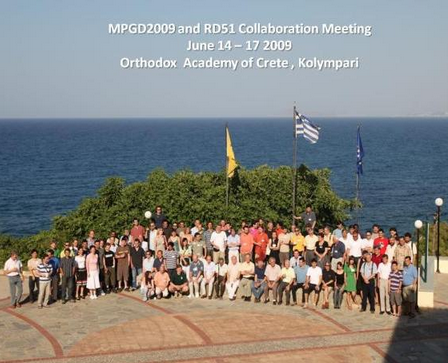 MPGD2009 and RD51 Collaboration Meeting
June 14 – 17 2009
Orthodox Academy of Crete , Kolympari